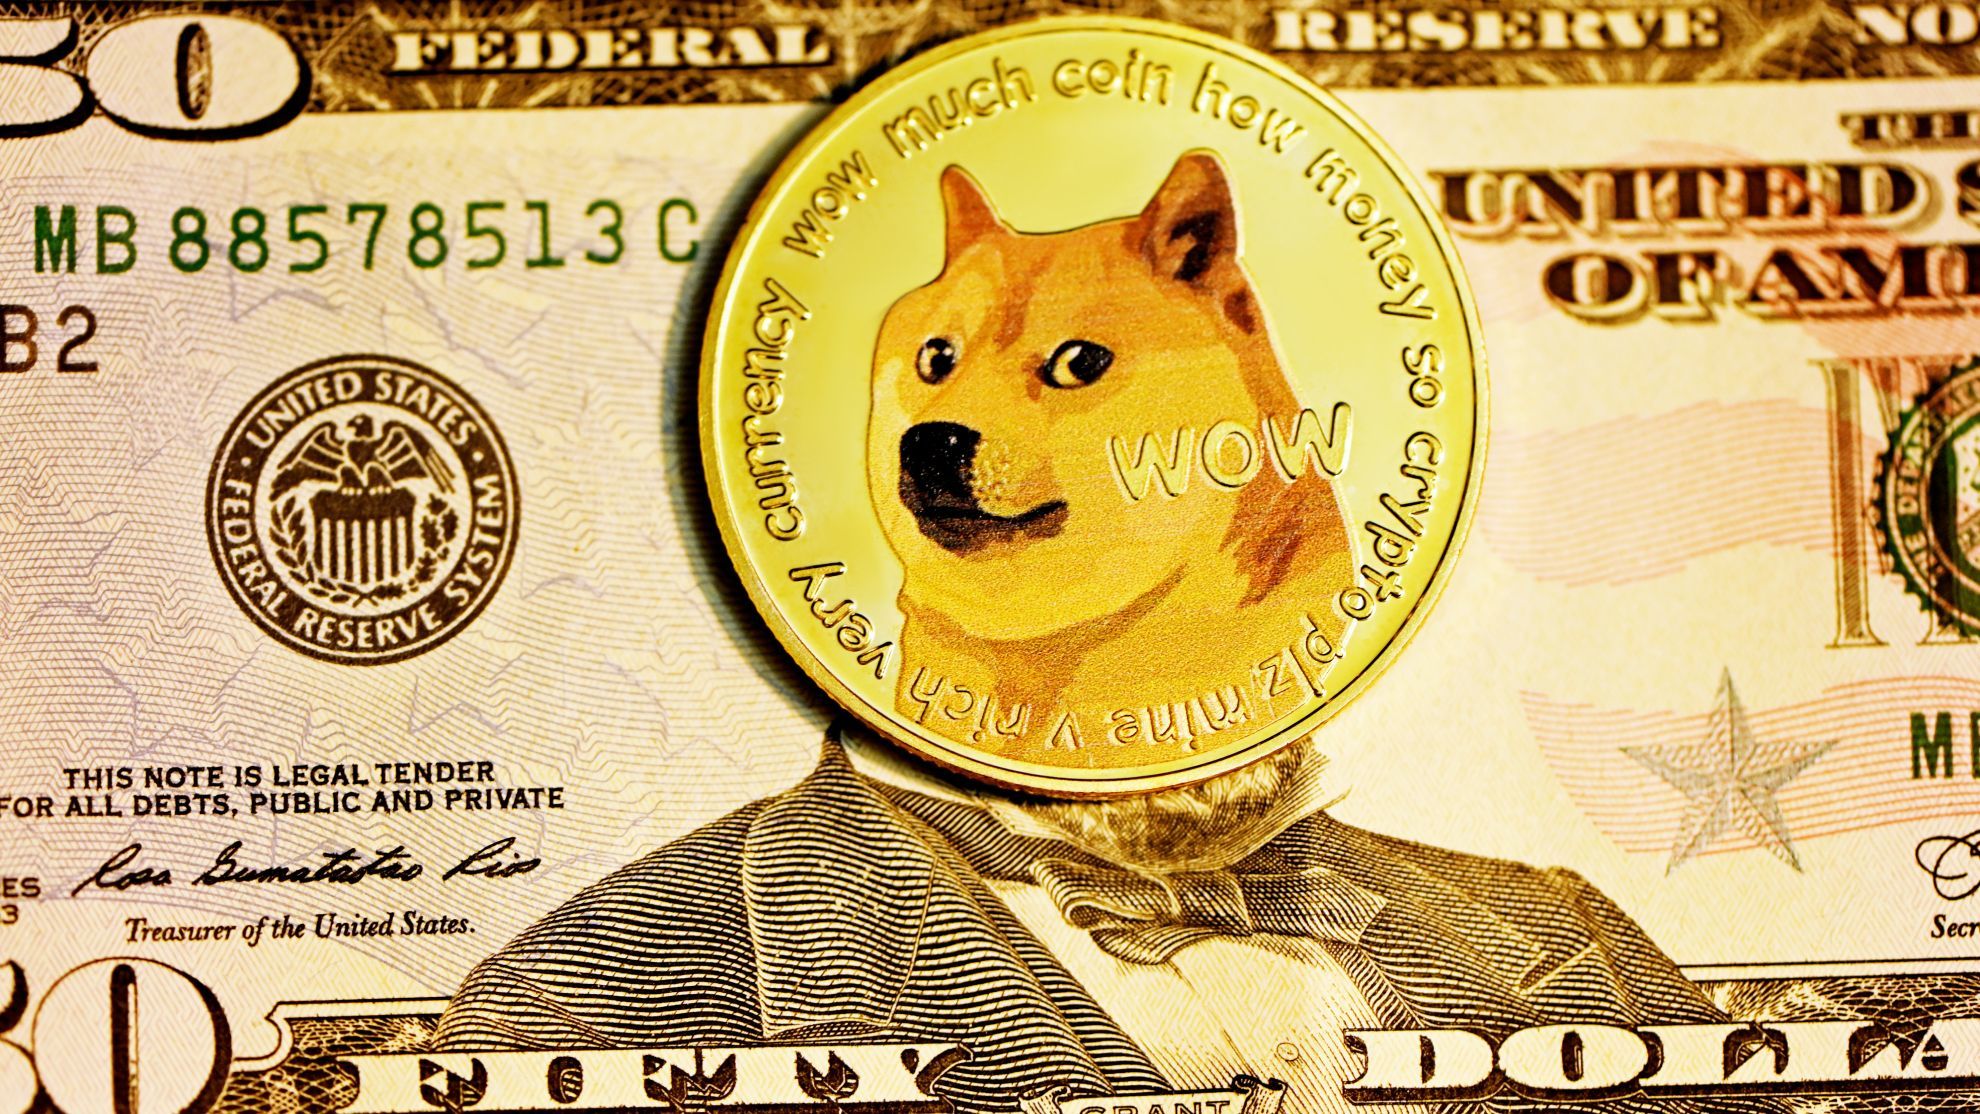 50
FEDERAL RESERVE NO
THE
UNITED S
OF AM
MB 88578513 C
B2
UNITED STATES FEDERAL RESERVE SYSTEM
very currency wow much coin how money so crypto plz mine v rich
wow
THIS NOTE IS LEGAL TENDER
FOR ALL DEBTS, PUBLIC AND PRIVATE
Rosa Gumataotao Rios
Treasurer of the United States.
ES
3
M
Secr
50
FIFTY DOLLA
GRANT